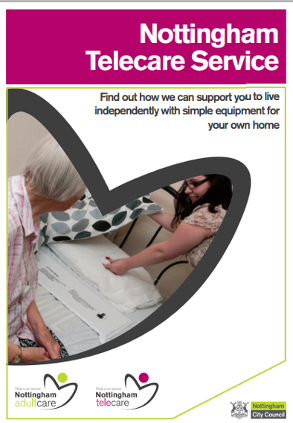 Nottingham
Telecare Service
Find out how we can support you to live
independently with simple equipment for
your own home
Nottingham
adultcare
Nottingham
telecare
Nottingham
City Council